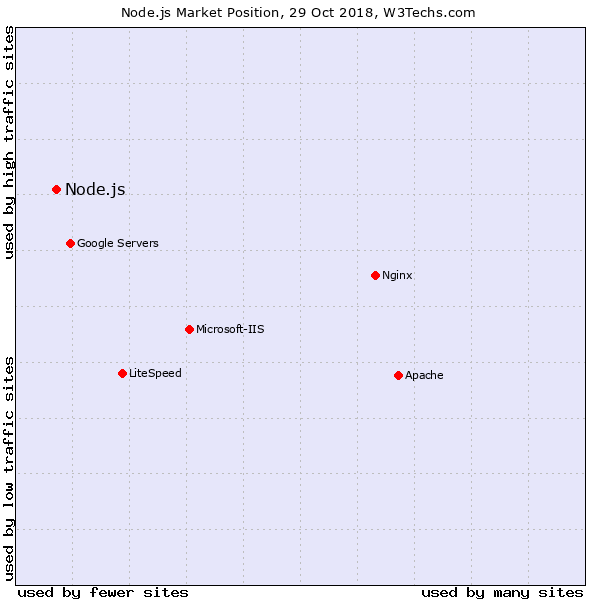 Node.js Market Position, 29 Oct 2018, W3Techs.com
used by high traffic sites
Node.js
Google Servers
Nginx
Microsoft-IIS
LiteSpeed
Apache
used by low traffic sites
used by fewer sites
used by many sites